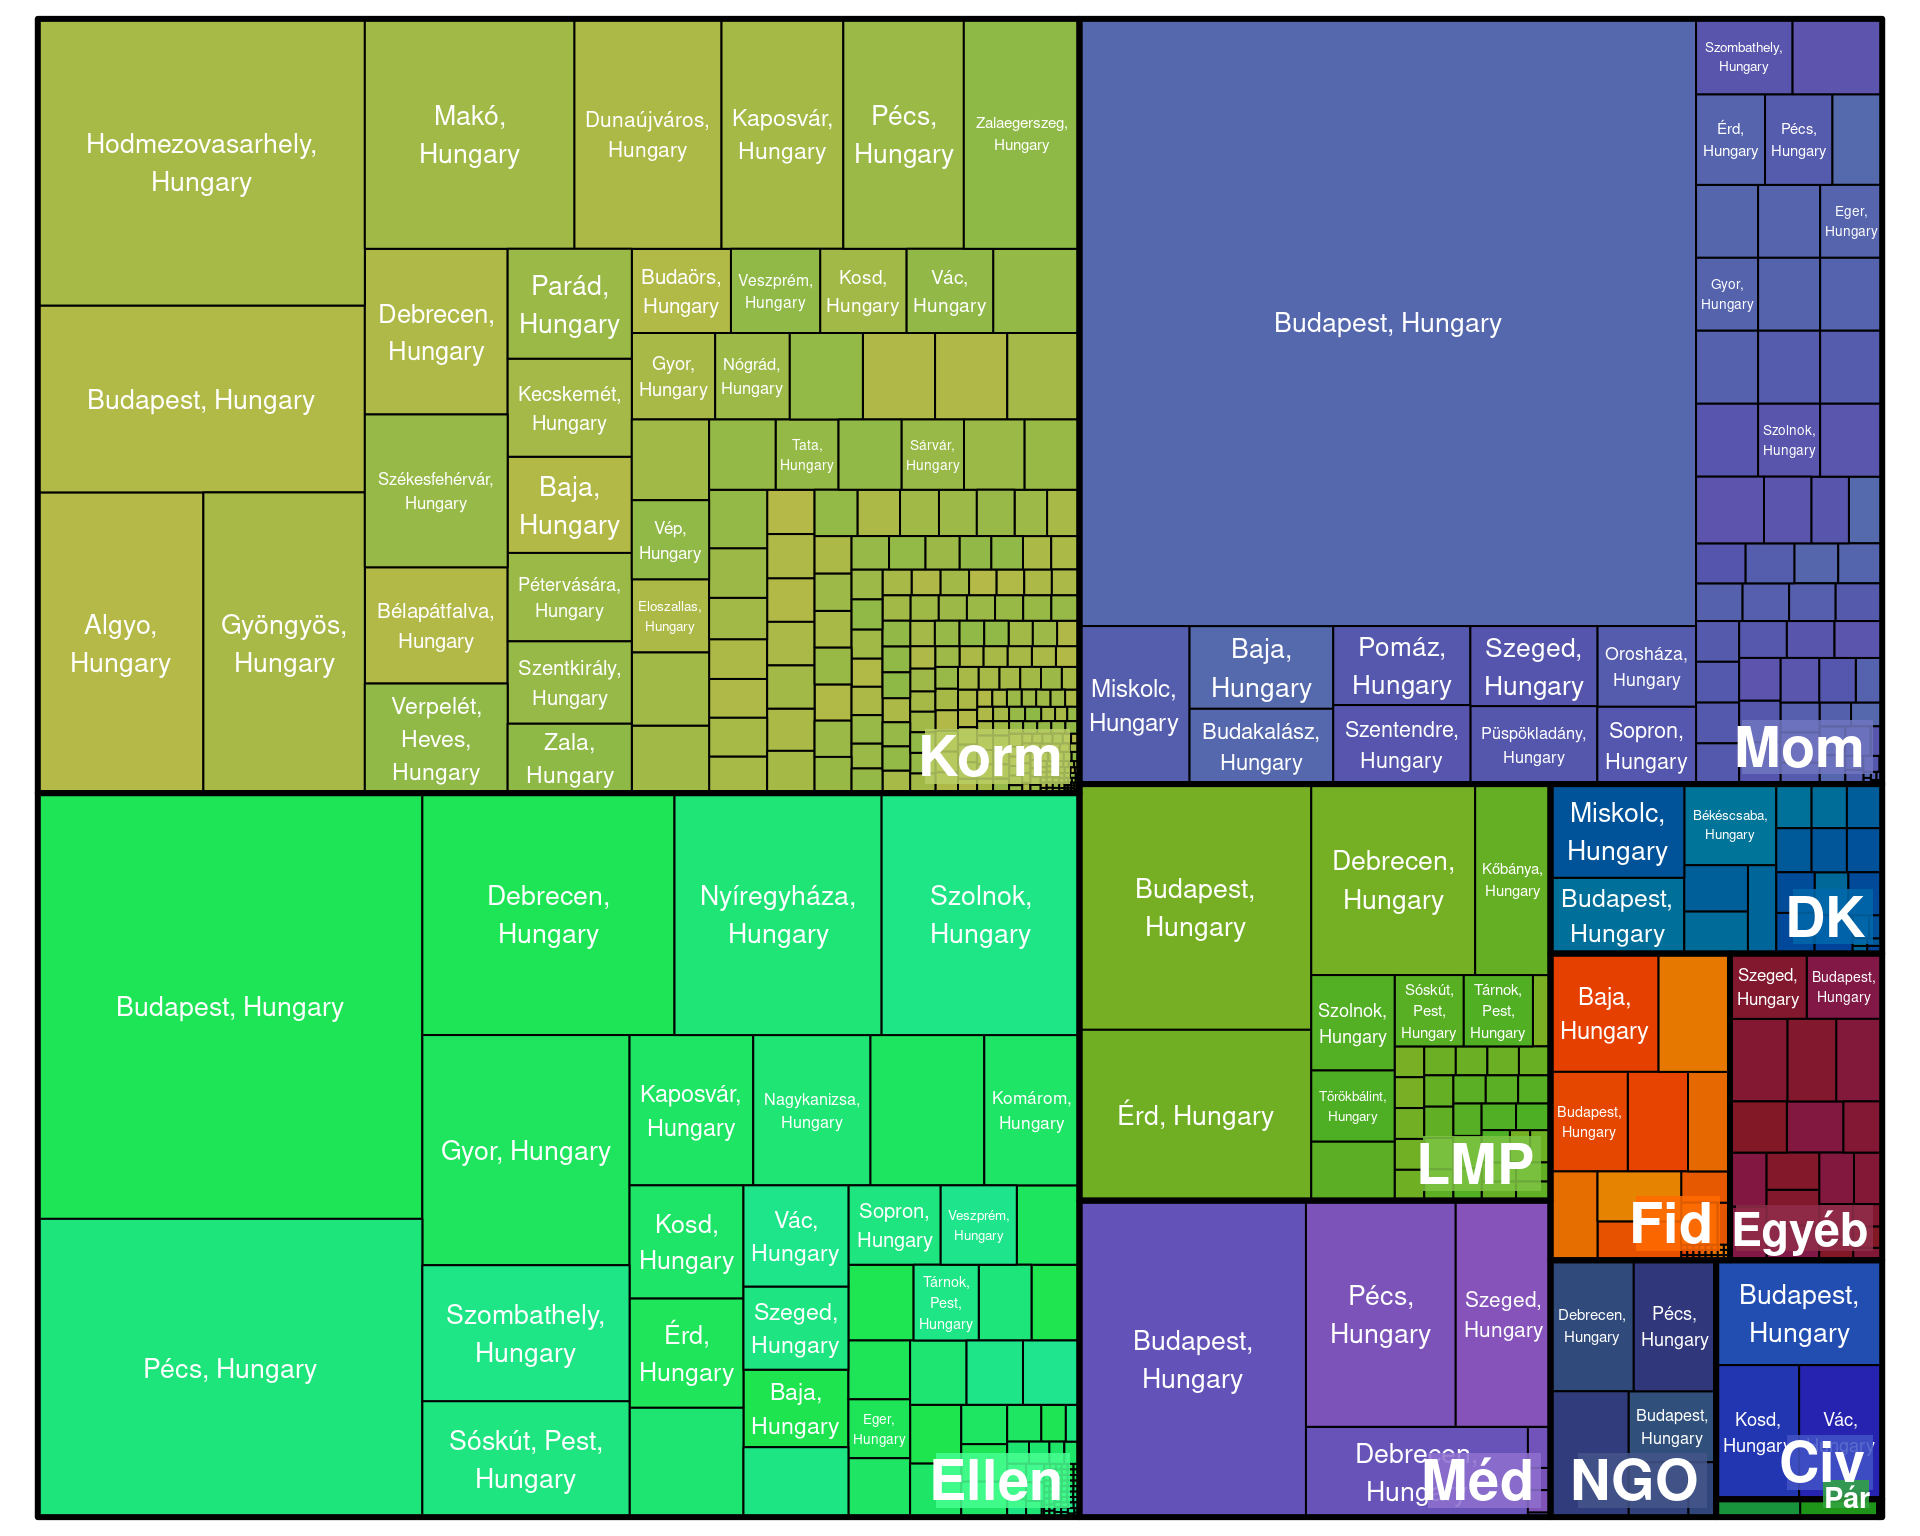 Hodmezovasarhely,
Hungary
Budapest, Hungary
Algyo,
Hungary
Gyöngyös,
Hungary
Makó,
Hungary
Dunaújváros,
Hungary
Kaposvár,
Hungary
Pécs,
Hungary
Zalaegerszeg,
Hungary
Debrecen,
Hungary
Székesfehérvár,
Hungary
Bélapátfalva,
Hungary
Verpelét,
Heves,
Hungary
Parád,
Hungary
Kecskemét,
Hungary
Baja,
Hungary
Pétervására,
Hungary
Szentkirály,
Hungary
Zala,
Hungary
Budaörs,
Hungary
Veszprém,
Hungary
Kosd,
Hungary
Vác,
Hungary
Gyor,
Hungary
Nógrád,
Hungary
Tata,
Hungary
Sárvár,
Hungary
Vép,
Hungary
Eloszallas,
Hungary
Korm
Budapest, Hungary
Miskolc,
Hungary
Baja,
Hungary
Budakalász,
Hungary
Pomáz,
Hungary
Szentendre,
Hungary
Szeged,
Hungary
Püspökladány,
Hungary
Orosháza,
Hungary
Sopron,
Hungary
Szombathely,
Hungary
Érd,
Hungary
Pécs,
Hungary
Eger,
Hungary
Gyor,
Hungary
Szolnok,
Hungary
Mom
Budapest, Hungary
Pécs, Hungary
Debrecen,
Hungary
Nyíregyháza,
Hungary
Szolnok,
Hungary
Gyor, Hungary
Szombathely,
Hungary
Sóskút, Pest,
Hungary
Kaposvár,
Hungary
Nagykanizsa,
Hungary
Komárom,
Hungary
Kosd,
Hungary
Érd,
Hungary
Vác,
Hungary
Szeged,
Hungary
Baja,
Hungary
Sopron,
Hungary
Veszprém,
Hungary
Tárnok,
Pest,
Hungary
Eger,
Hungary
Ellen
Budapest,
Hungary
Érd, Hungary
Debrecen,
Hungary
Kőbánya,
Hungary
Szolnok,
Hungary
Törökbálint,
Hungary
Sóskút,
Pest,
Hungary
Tárnok,
Pest,
Hungary
LMP
Miskolc,
Hungary
Budapest,
Hungary
Békéscsaba,
Hungary
DK
Baja,
Hungary
Budapest,
Hungary
Fid
Szeged,
Hungary
Budapest,
Hungary
Egyéb
Budapest,
Hungary
Pécs,
Hungary
Szeged,
Hungary
Debrecen,
Hungary
Méd
Debrecen,
Hungary
Pécs,
Hungary
Budapest,
Hungary
NGO
Budapest,
Hungary
Kosd,
Hungary
Vác,
Hungary
Civ
Pár